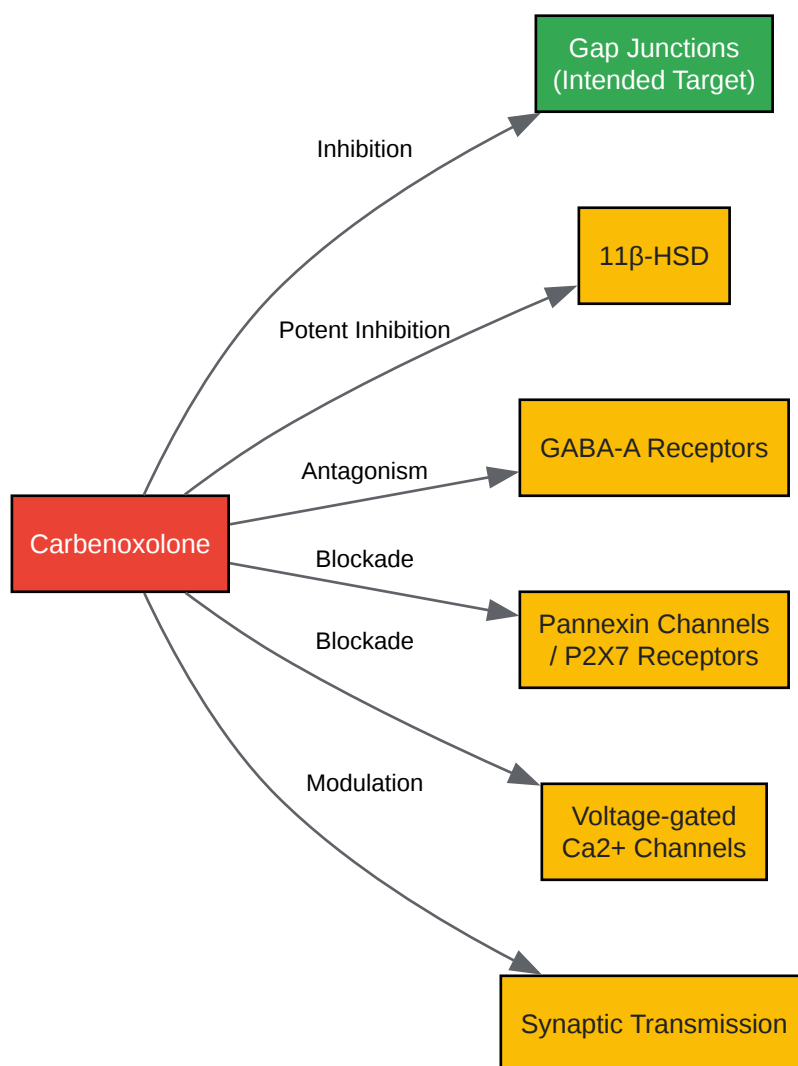 Gap Junctions
(Intended Target)
Inhibition
11β-HSD
Potent Inhibition
GABA-A Receptors
Antagonism
Carbenoxolone
Blockade
Pannexin Channels
/ P2X7 Receptors
Blockade
Modulation
Voltage-gated
Ca2+ Channels
Synaptic Transmission